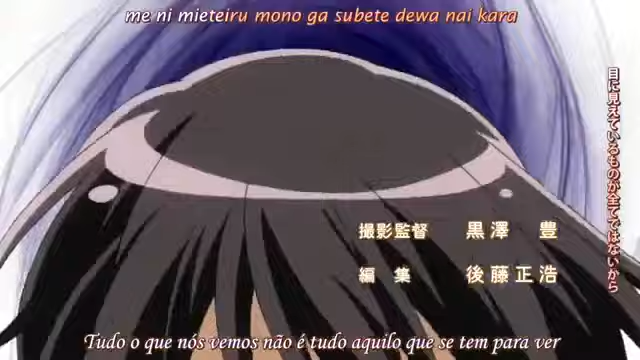 me ni mieteiru mono ga subete dewa nai kara
目に見えているものが全てではないから
撮影監督 黒澤 豊
編 集 後藤正浩
Tudo o que nós vemos não é tudo aquilo que se tem para ver